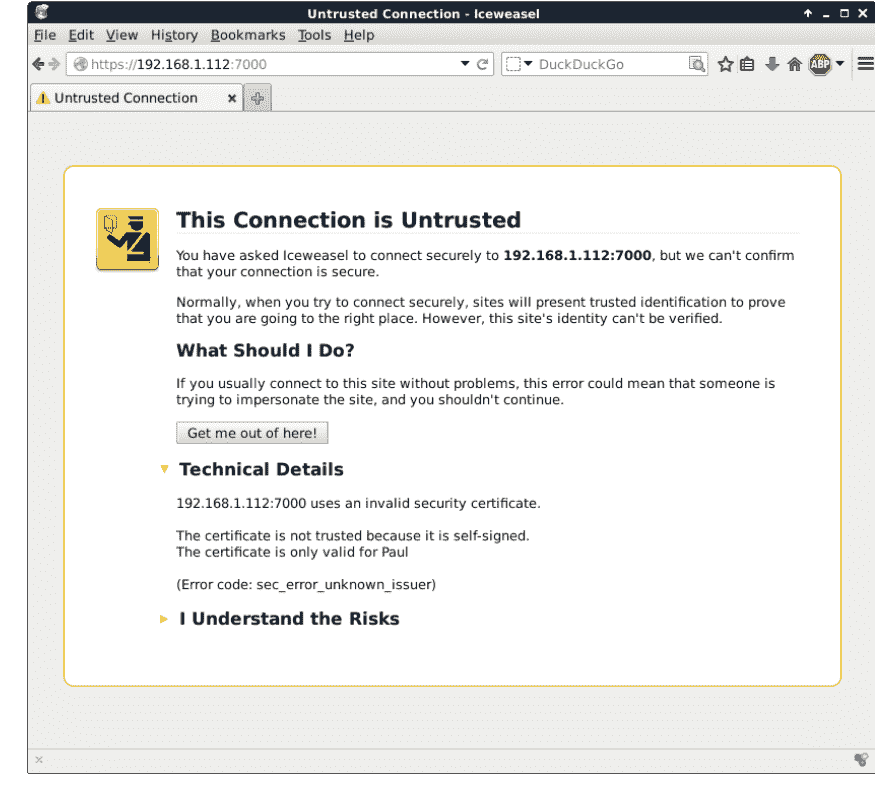 Untrusted Connection - Iceweasel
File Edit View History Bookmarks Tools Help
https://192.168.1.112:7000
DuckDuckGo
ABP
Untrusted Connection
This Connection is Untrusted
You have asked Iceweasel to connect securely to 192.168.1.112:7000, but we can't confirm
that your connection is secure.
Normally, when you try to connect securely, sites will present trusted identification to prove
that you are going to the right place. However, this site's identity can't be verified.
What Should I Do?
If you usually connect to this site without problems, this error could mean that someone is
trying to impersonate the site, and you shouldn't continue.
Get me out of here!
Technical Details
192.168.1.112:7000 uses an invalid security certificate.
The certificate is not trusted because it is self-signed.
The certificate is only valid for Paul
(Error code: sec_error_unknown_issuer)
I Understand the Risks